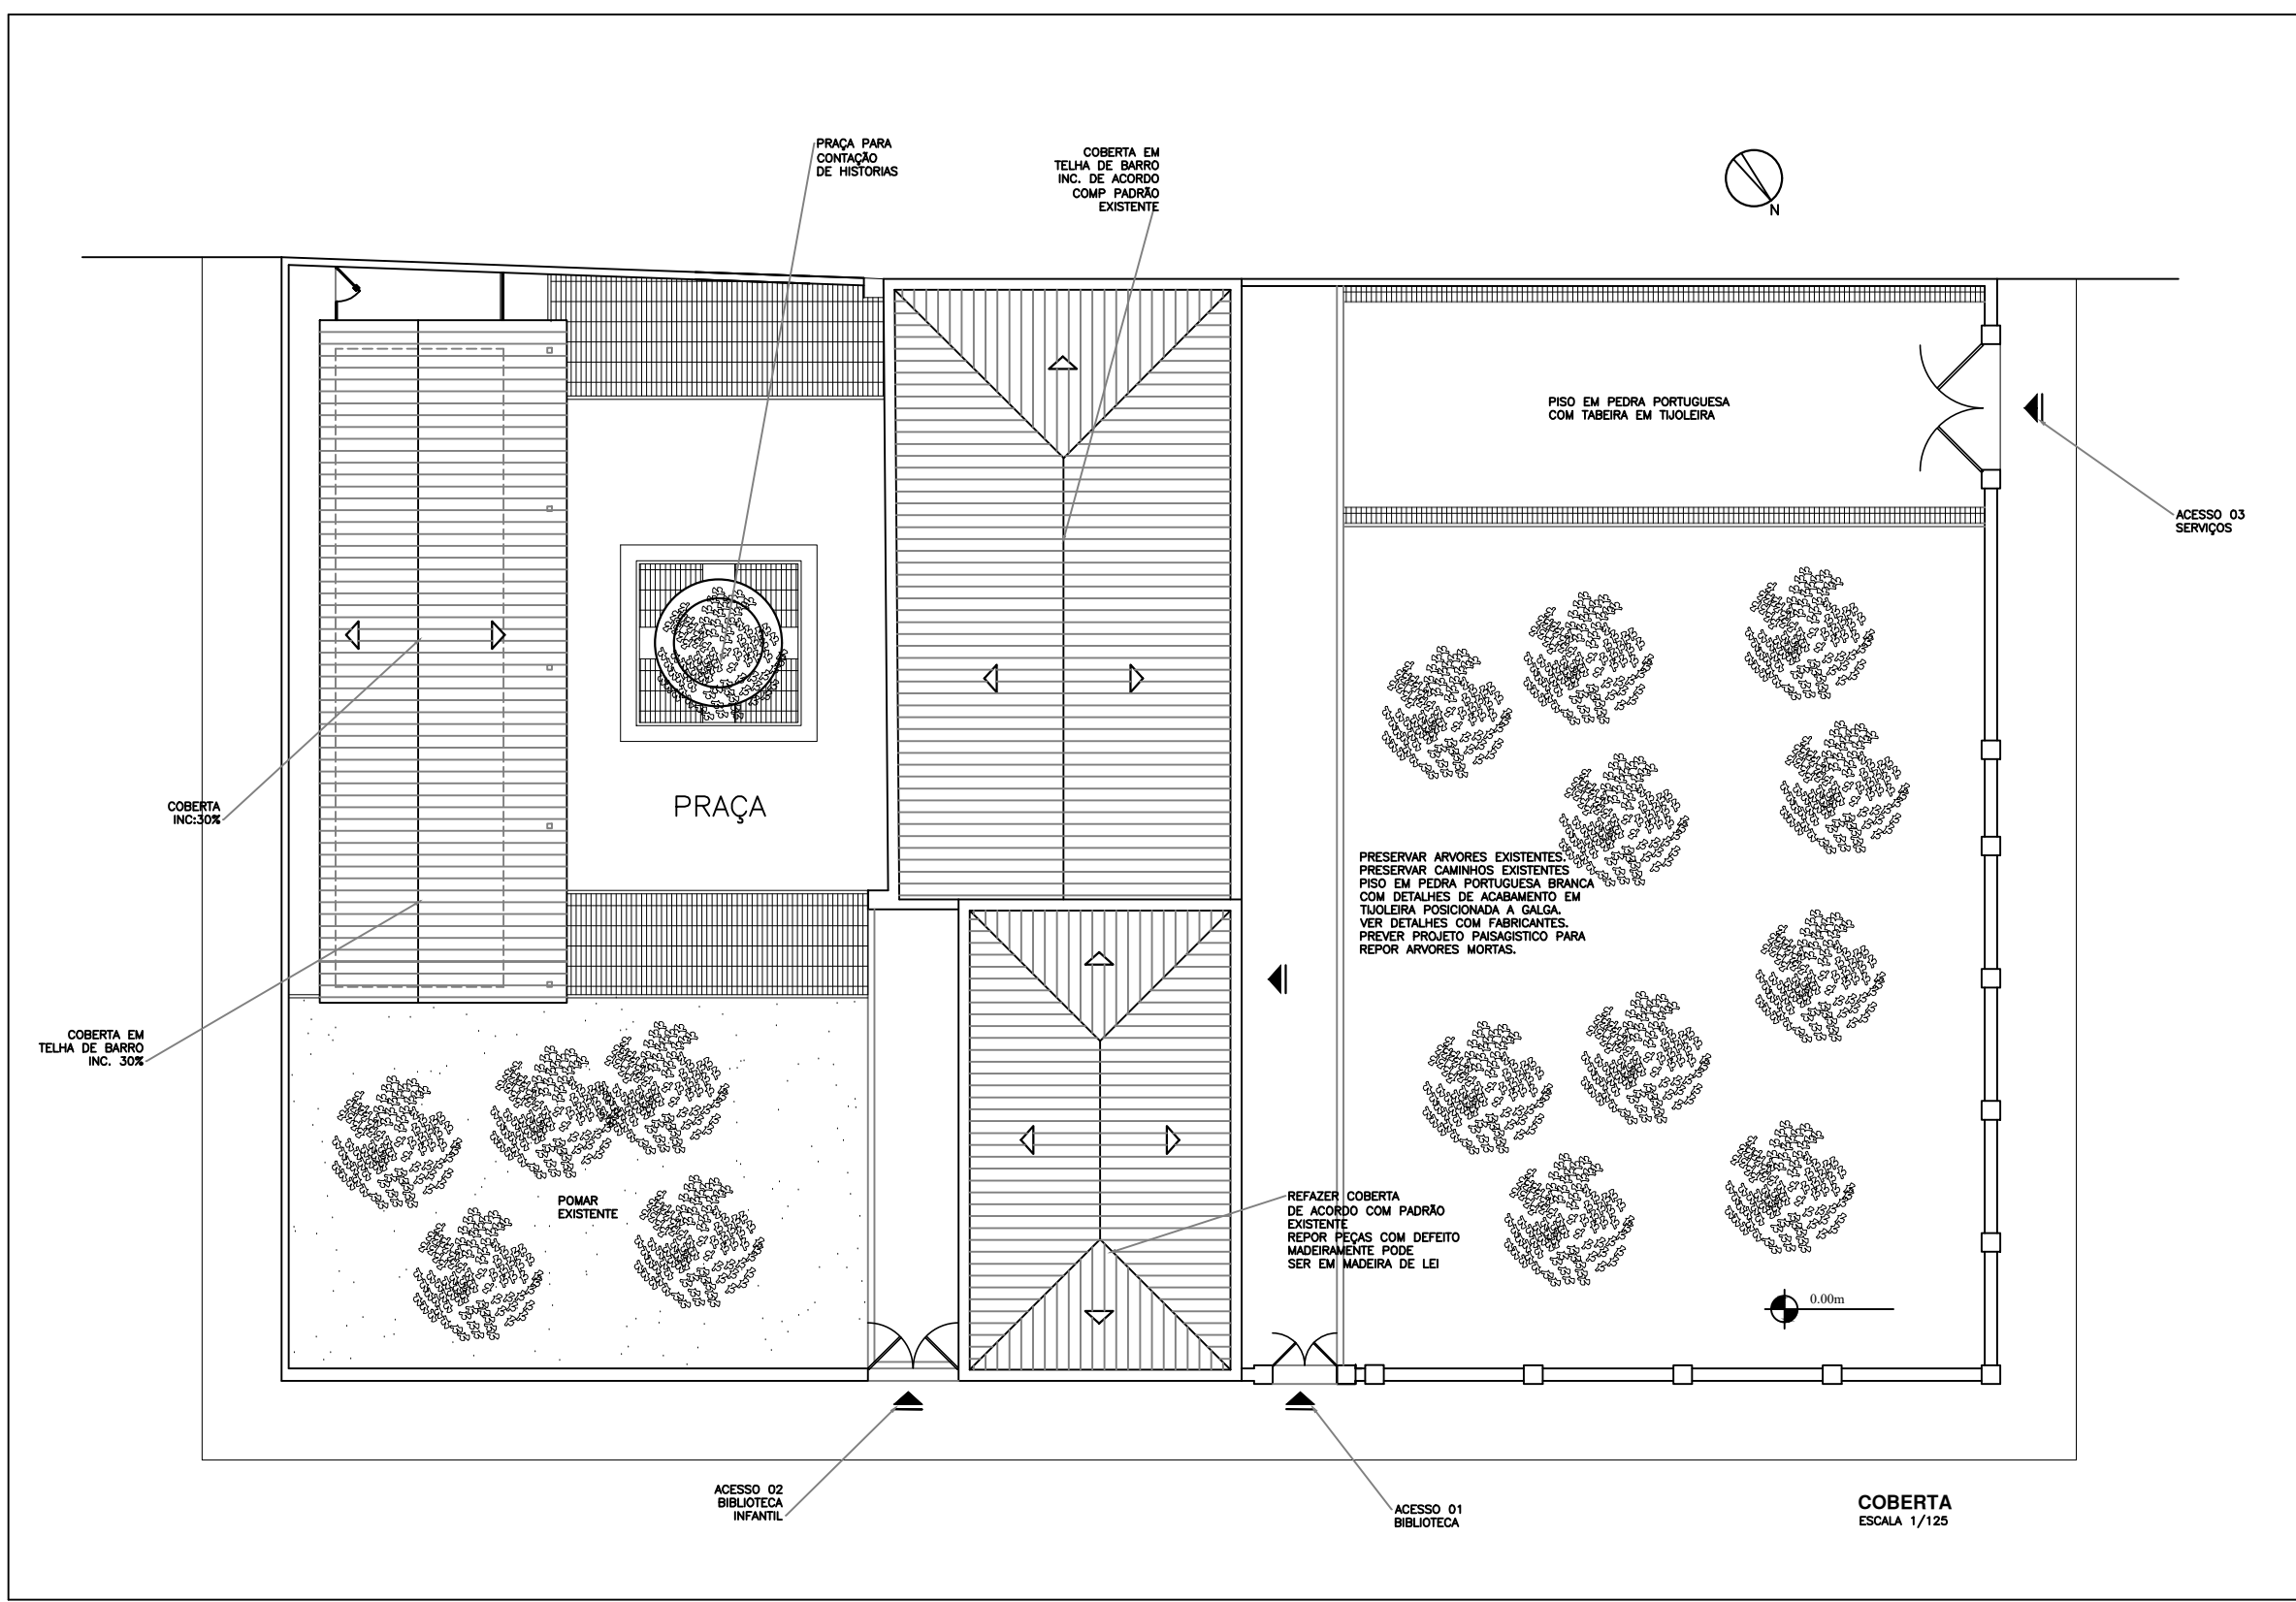 PRAÇA PARA
CONTAÇÃO
DE HISTORIAS
COBERTA EM
TELHA DE BARRO
INC. DE ACORDO
COMP PADRÃO
EXISTENTE
N
PISO EM PEDRA PORTUGUESA
COM TABEIRA EM TIJOLEIRA
ACESSO 03
SERVIÇOS
COBERTA
INC:30%
PRAÇA
PRESERVAR ARVORES EXISTENTES.
PRESERVAR CAMINHOS EXISTENTES
PISO EM PEDRA PORTUGUESA BRANCA
COM DETALHES DE ACABAMENTO EM
TIJOLEIRA POSICIONADA A GALGA.
VER DETALHES COM FABRICANTES.
PREVER PROJETO PAISAGISTICO PARA
REPOR ARVORES MORTAS.
COBERTA EM
TELHA DE BARRO
INC. 30%
POMAR
EXISTENTE
REFAZER COBERTA
DE ACORDO COM PADRÃO
EXISTENTE
REPOR PEÇAS COM DEFEITO
MADEIRAMENTE PODE
SER EM MADEIRA DE LEI
0.00m
ACESSO 02
BIBLIOTECA
INFANTIL
ACESSO 01
BIBLIOTECA
COBERTA
ESCALA 1/125